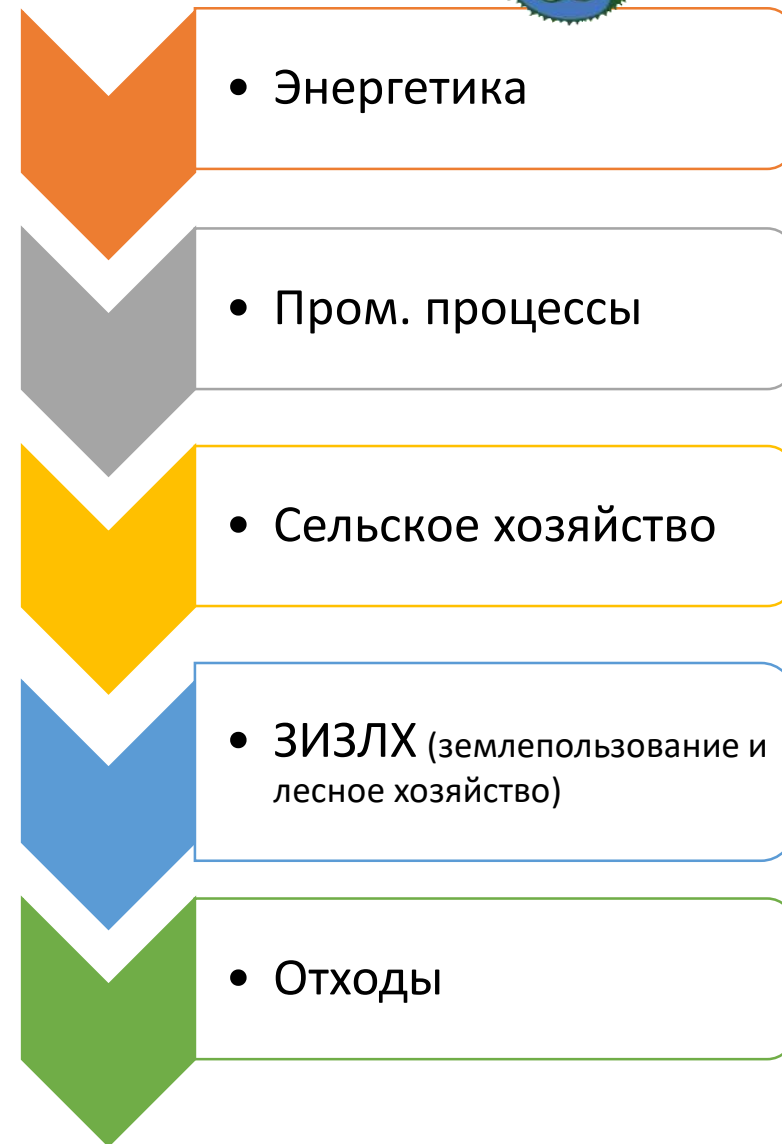 • Энергетика
• Пром. процессы
• Сельское хозяйство
• ЗИЗЛХ (землепользование и
лесное хозяйство)
• Отходы